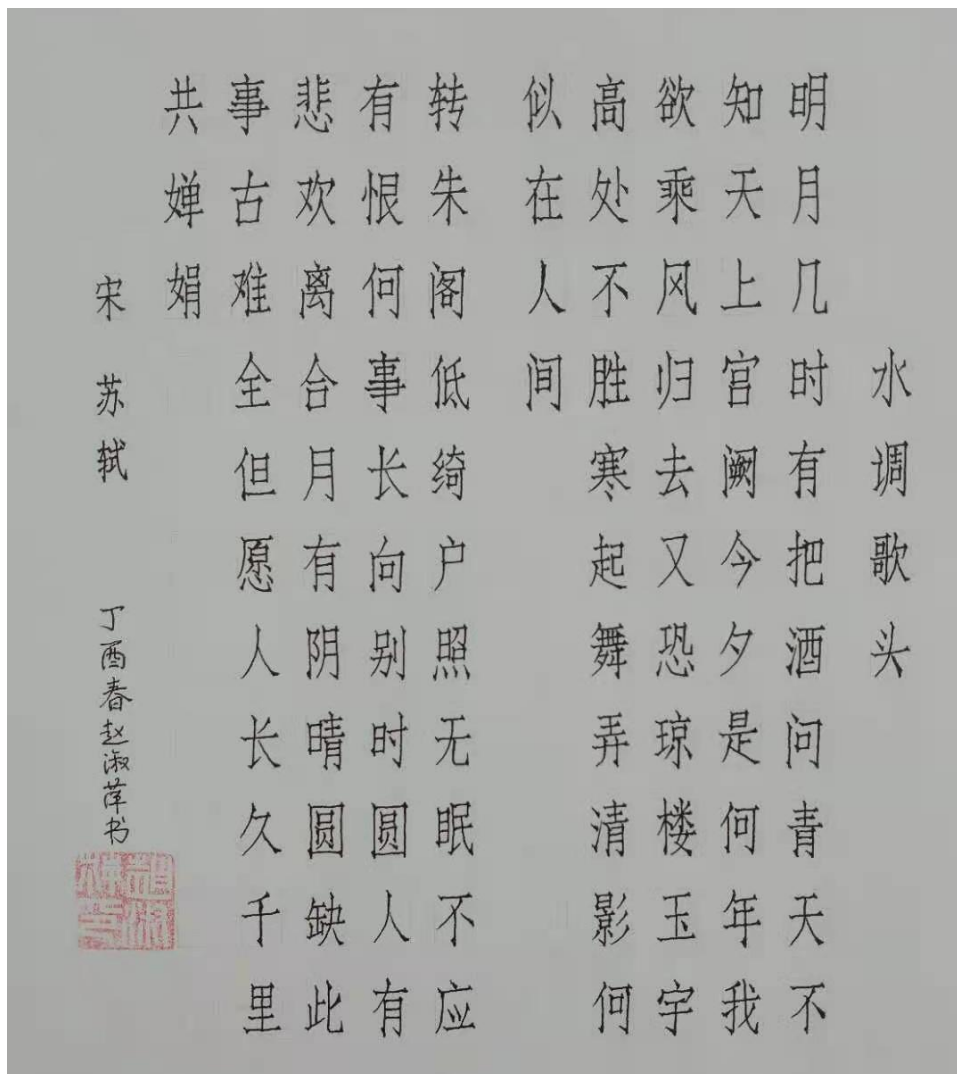 水调歌头
明月几时有把酒问青天不
知天上宫阙今夕是何年我
欲乘风归去又恐琼楼玉宇
高处不胜寒起舞弄清影何
似在人间
转朱阁低绮户照无眠不应
有恨何事长向别时圆人有
悲欢离合月有阴晴圆缺此
事古难全但愿人长久千里
共婵娟
宋 苏轼 丁酉春赵淑萍书